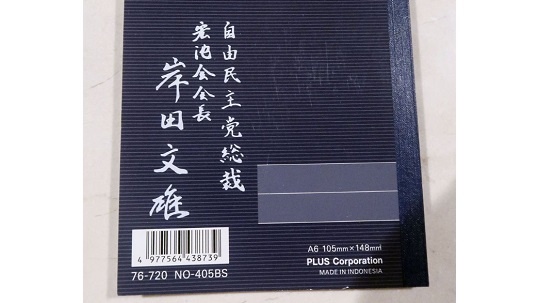 自由民主党総裁
宏池会会長
岸田文雄
4 977564 438739
76-720 NO-405BS
A6 105mm×148mm
PLUS Corporation
MADE IN INDONESIA